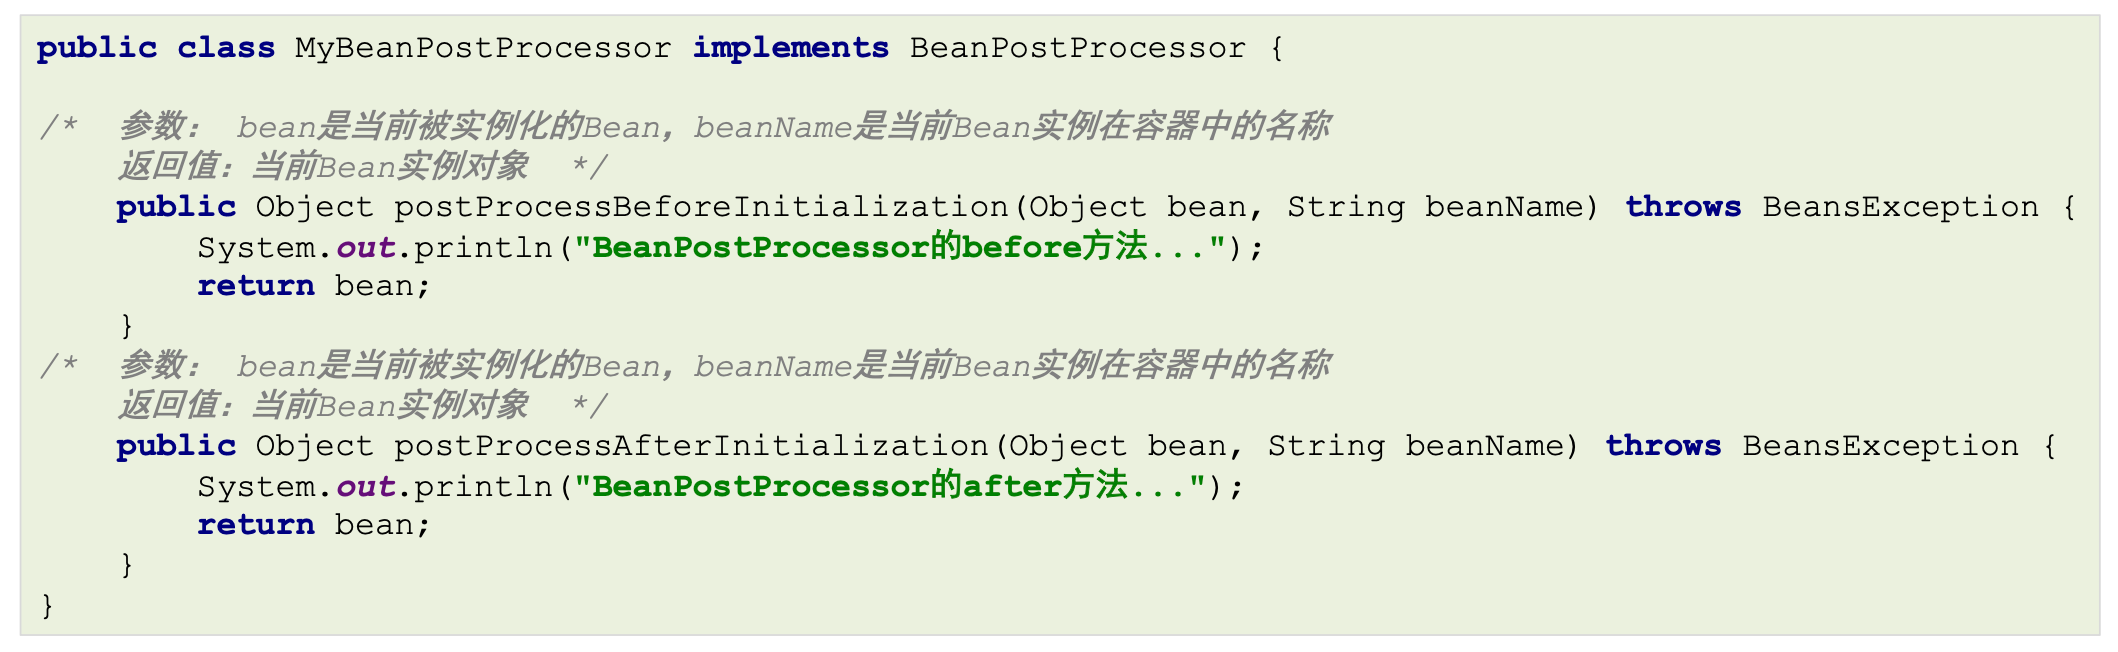 public class MyBeanPostProcessor implements BeanPostProcessor {
/*  参数： bean是当前被实例化的Bean，beanName是当前Bean实例在容器中的名称
    返回值：当前Bean实例对象  */
    public Object postProcessBeforeInitialization(Object bean, String beanName) throws BeansException {
        System.out.println("BeanPostProcessor的before方法...");
        return bean;
    }
/*  参数： bean是当前被实例化的Bean，beanName是当前Bean实例在容器中的名称
    返回值：当前Bean实例对象  */
    public Object postProcessAfterInitialization(Object bean, String beanName) throws BeansException {
        System.out.println("BeanPostProcessor的after方法...");
        return bean;
    }
}